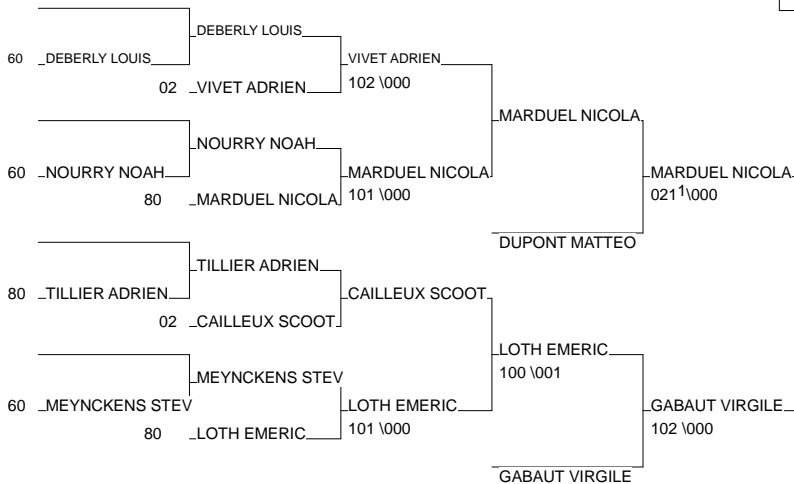 DEBERLY LOUIS
60 DEBERLY LOUIS VIVET ADRIEN
02 VIVET ADRIEN 102 \000
MARDUEL NICOLA
NOURRY NOAH
60 NOURRY NOAH MARDUEL NICOLA MARDUEL NICOLA
80 MARDUEL NICOLA 101 \000 021¹\000
DUPONT MATTEO
TILLIER ADRIEN
80 TILLIER ADRIEN CAILLEUX SCOOT
02 CAILLEUX SCOOT
LOTH EMERIC
100 \001
MEYNCKENS STEV
60 MEYNCKENS STEV LOTH EMERIC GABAUT VIRGILE
80 LOTH EMERIC 101 \000 102 \000
GABAUT VIRGILE